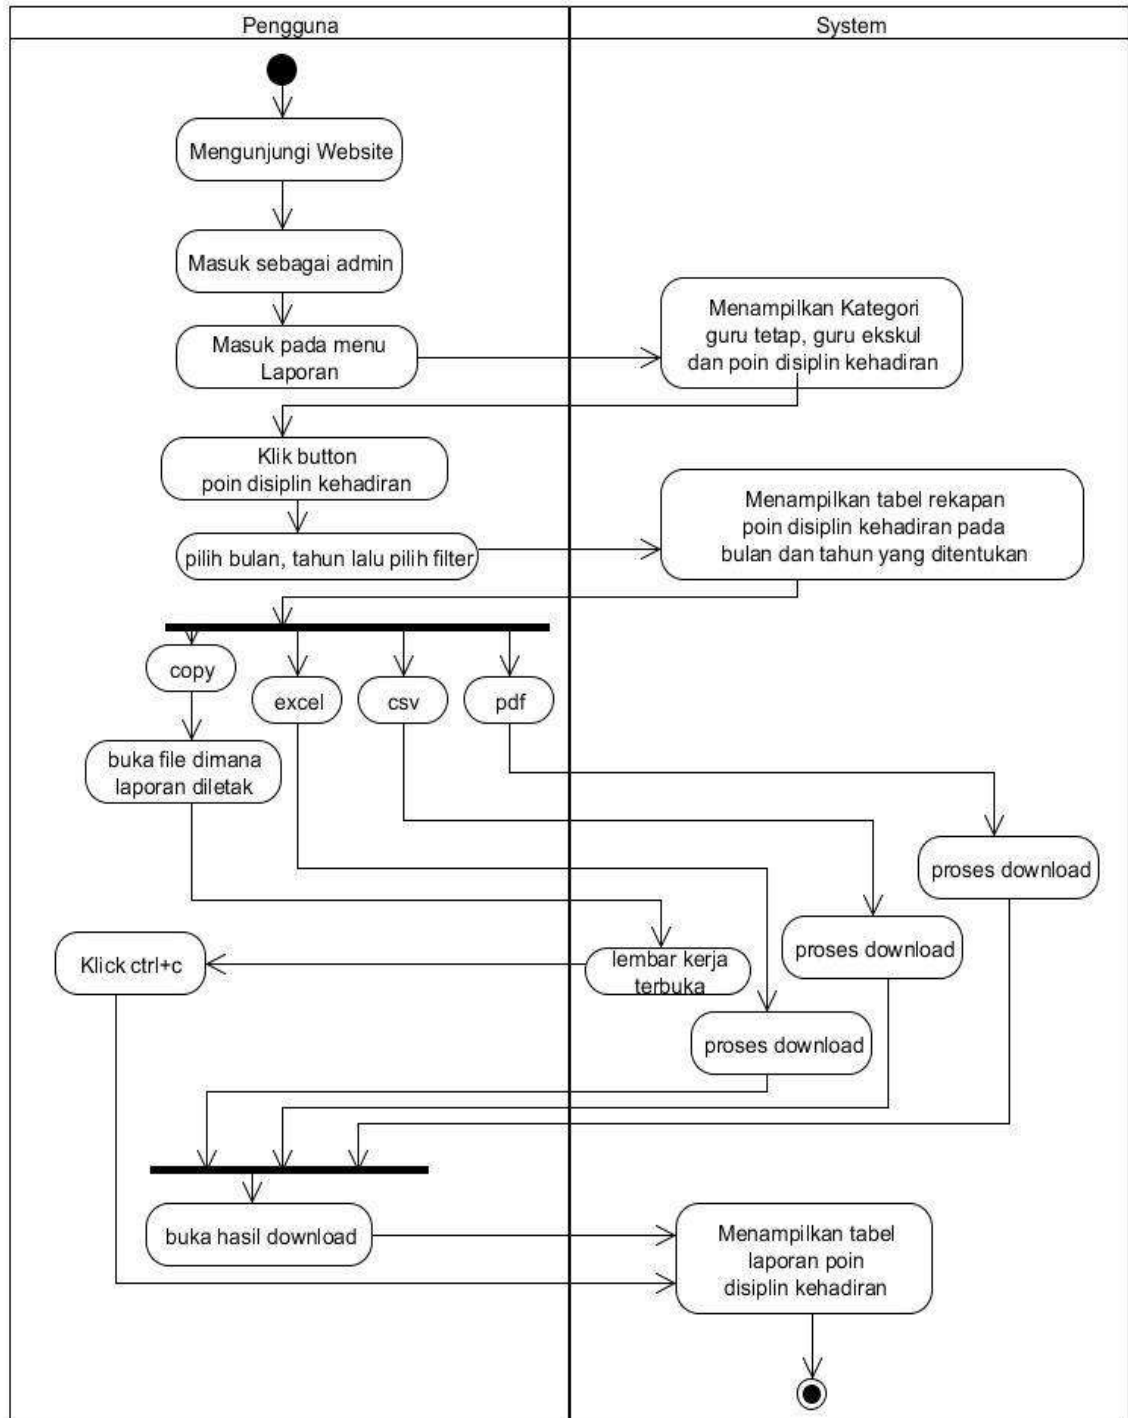 Pengguna
System
Mengunjungi Website
Masuk sebagai admin
Masuk pada menu
Laporan
Menampilkan Kategori
guru tetap, guru ekskul
dan poin disiplin kehadiran
Klik button
poin disiplin kehadiran
pilih bulan, tahun lalu pilih filter
Menampilkan tabel rekapan
poin disiplin kehadiran pada
bulan dan tahun yang ditentukan
copy
excel
csv
pdf
buka file dimana
laporan diletak
proses download
proses download
lembar kerja
terbuka
Klick ctrl+c
proses download
buka hasil download
Menampilkan tabel
laporan poin
disiplin kehadiran